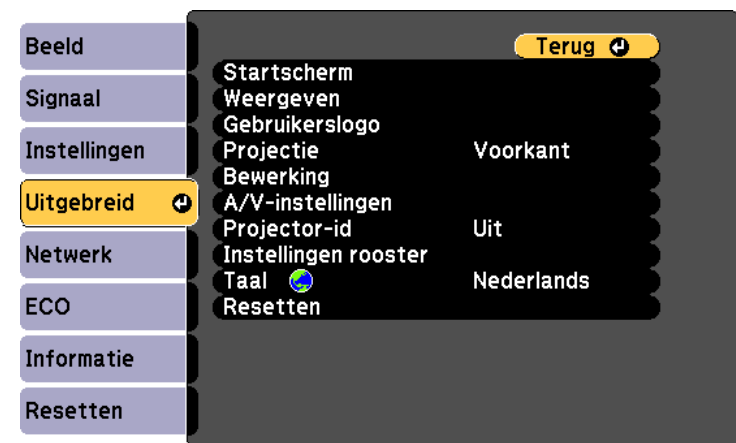 Beeld
Signaal
Instellingen
Uitgebreid
Netwerk
ECO
Informatie
Resetten
Terug
Startscherm
Weergeven
Gebruikerslogo
Projectie Voorkant
Bewerking
A/V-instellingen
Projector-id Uit
Instellingen rooster
Taal Nederlands
Resetten